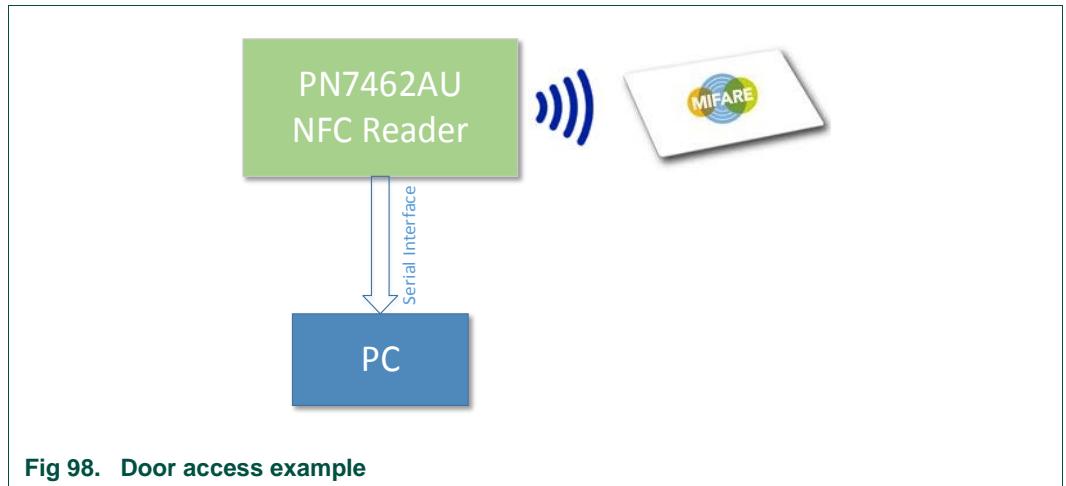 PN7462AU
NFC Reader
MIFARE
Serial Interface
PC
Fig 98. Door access example